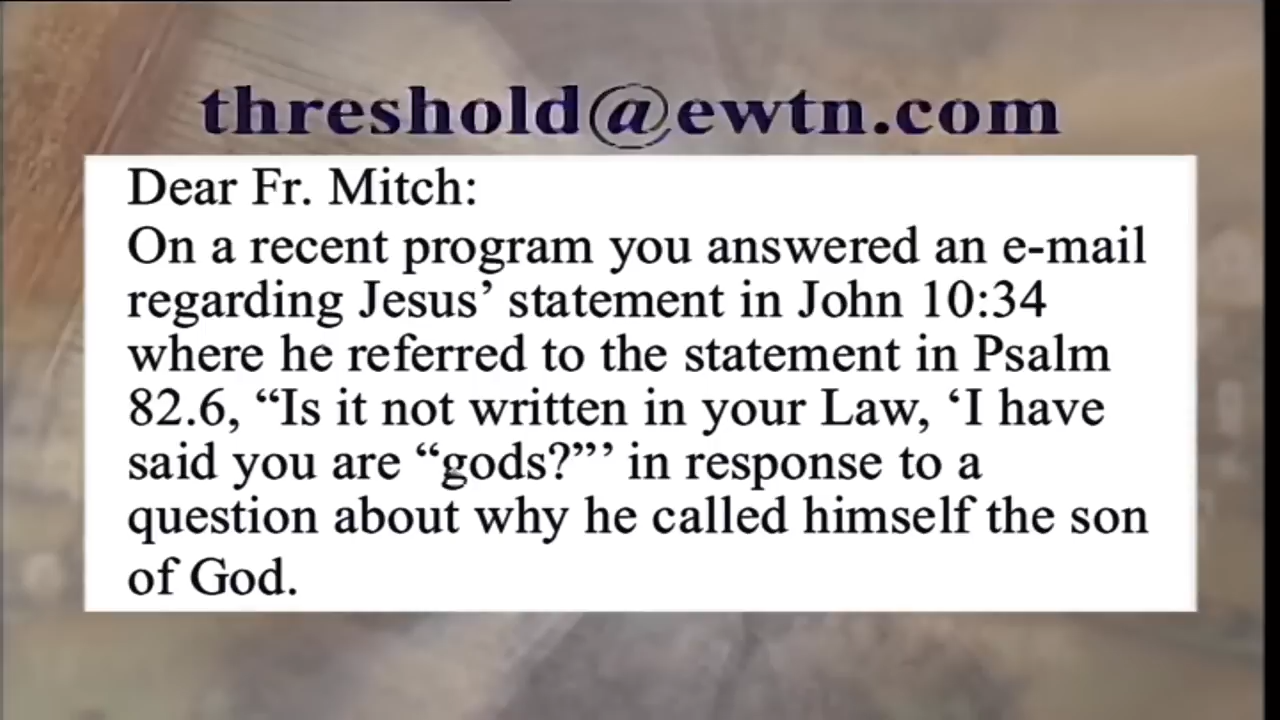 threshold@ewtn.com
Dear Fr. Mitch:
On a recent program you answered an e-mail
regarding Jesus’ statement in John 10:34
where he referred to the statement in Psalm
82.6, “Is it not written in your Law, ‘I have
said you are “gods?”’ in response to a
question about why he called himself the son
of God.